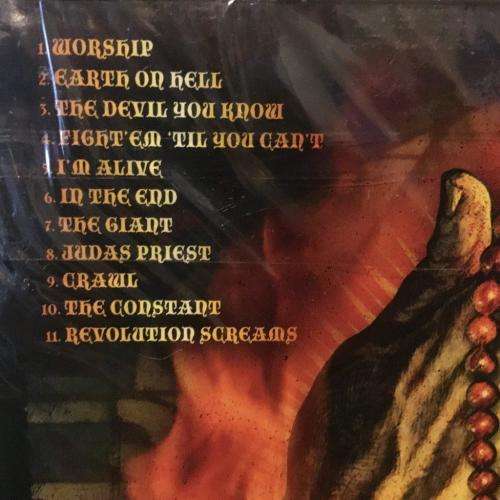 1. WORSHIP
2. EARTH ON HELL
3. THE DEVIL YOU KNOW
4. FIGHT'EM 'TIL YOU CAN'T
5. I'M ALIVE
6. IN THE END
7. THE GIANT
8. JUDAS PRIEST
9. CRAWL
10. THE CONSTANT
11. REVOLUTION SCREAMS